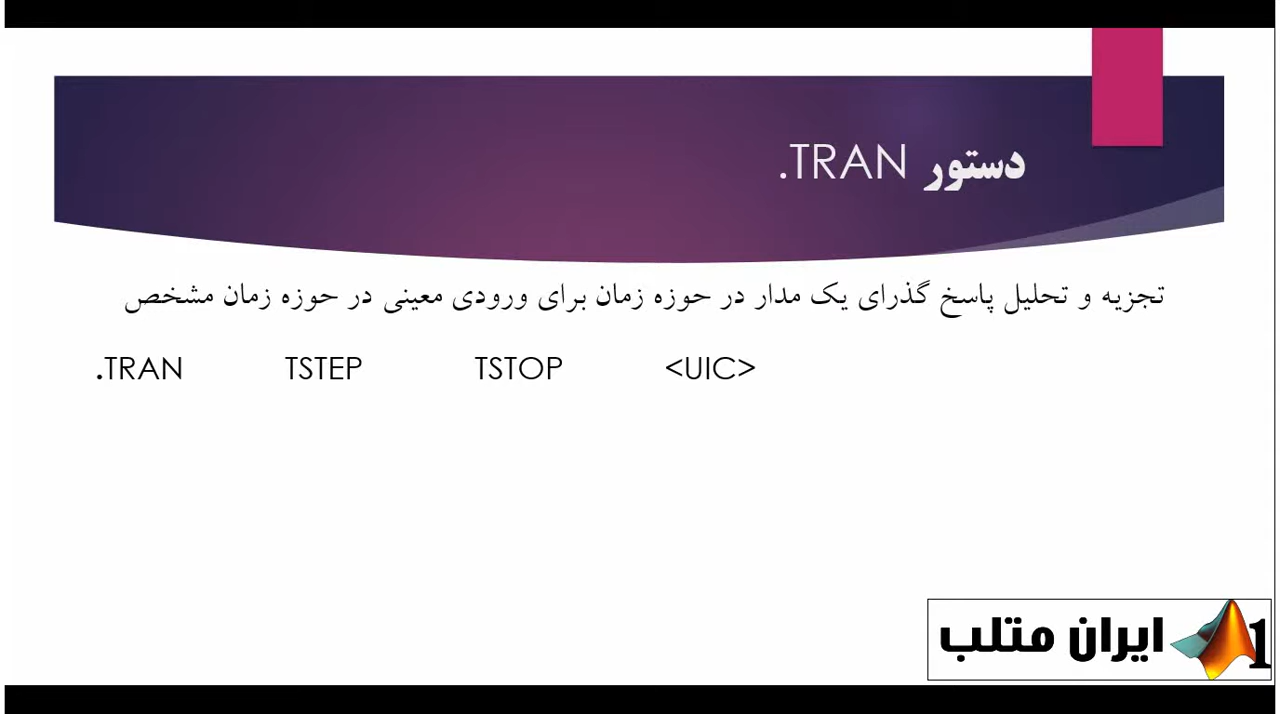 دستور .TRAN
تجزیه و تحلیل پاسخ گذرای یک مدار در حوزه زمان برای ورودی معینی در حوزه زمان مشخص
.TRAN TSTEP TSTOP <UIC>
ایران متلب 1